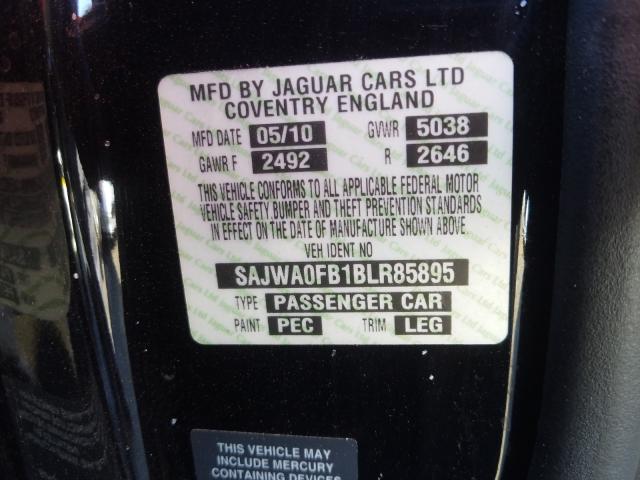 MFD BY JAGUAR CARS LTD
COVENTRY ENGLAND
MFD DATE 05/10 GVWR 5038
GAWR F 2492 R 2646
THIS VEHICLE CONFORMS TO ALL APPLICABLE FEDERAL MOTOR
VEHICLE SAFETY, BUMPER AND THEFT PREVENTION STANDARDS
IN EFFECT ON THE DATE OF MANUFACTURE SHOWN ABOVE.
VEH IDENT NO
SAJWA0FB1BLR85895
TYPE PASSENGER CAR
PAINT PEC TRIM LEG
THIS VEHICLE MAY
INCLUDE MERCURY
CONTAINING DEVICES